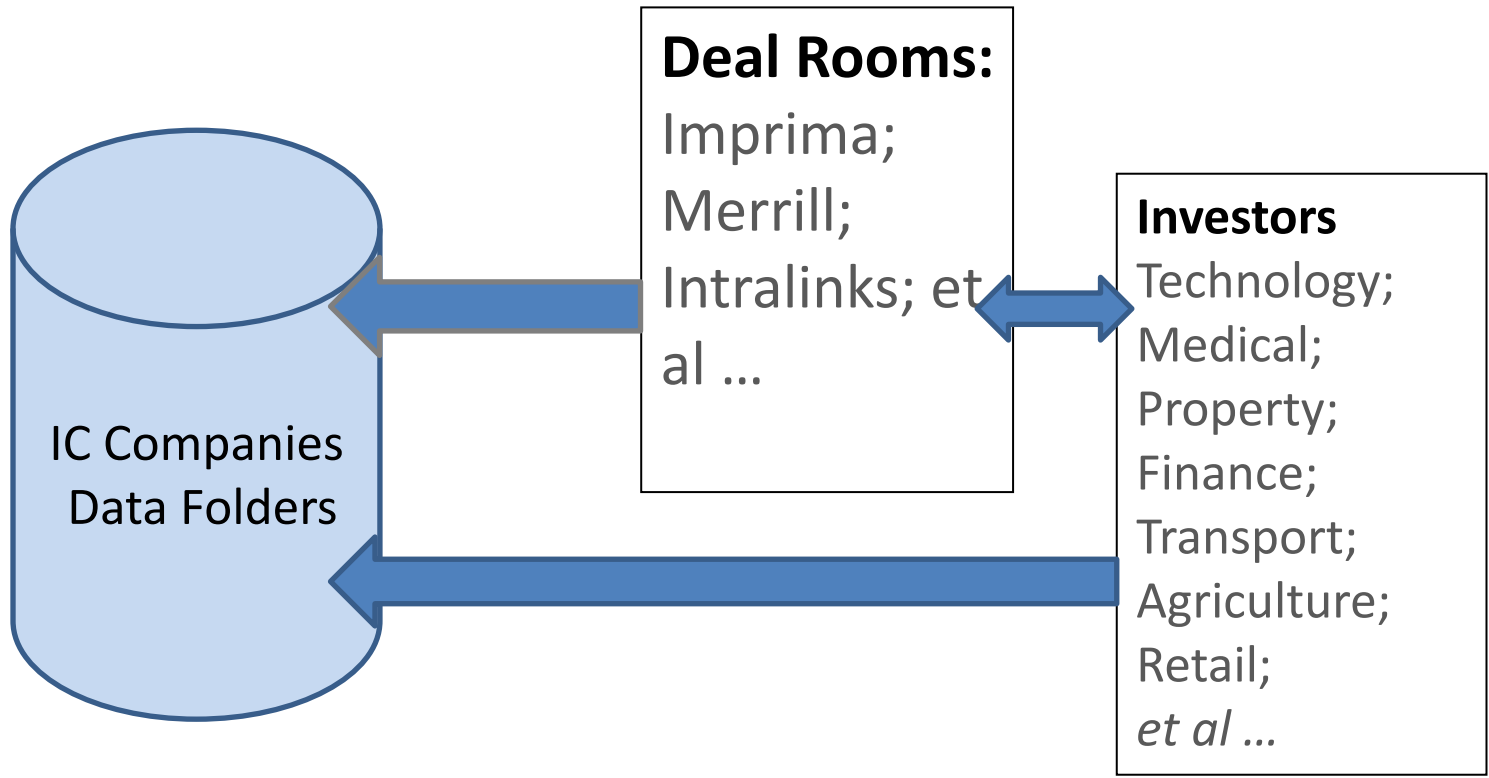 Deal Rooms:
Imprima;
Merrill;
Intralinks; et
al ...
Investors
Technology;
Medical;
Property;
Finance;
Transport;
Agriculture;
Retail;
et al ...
IC Companies
Data Folders